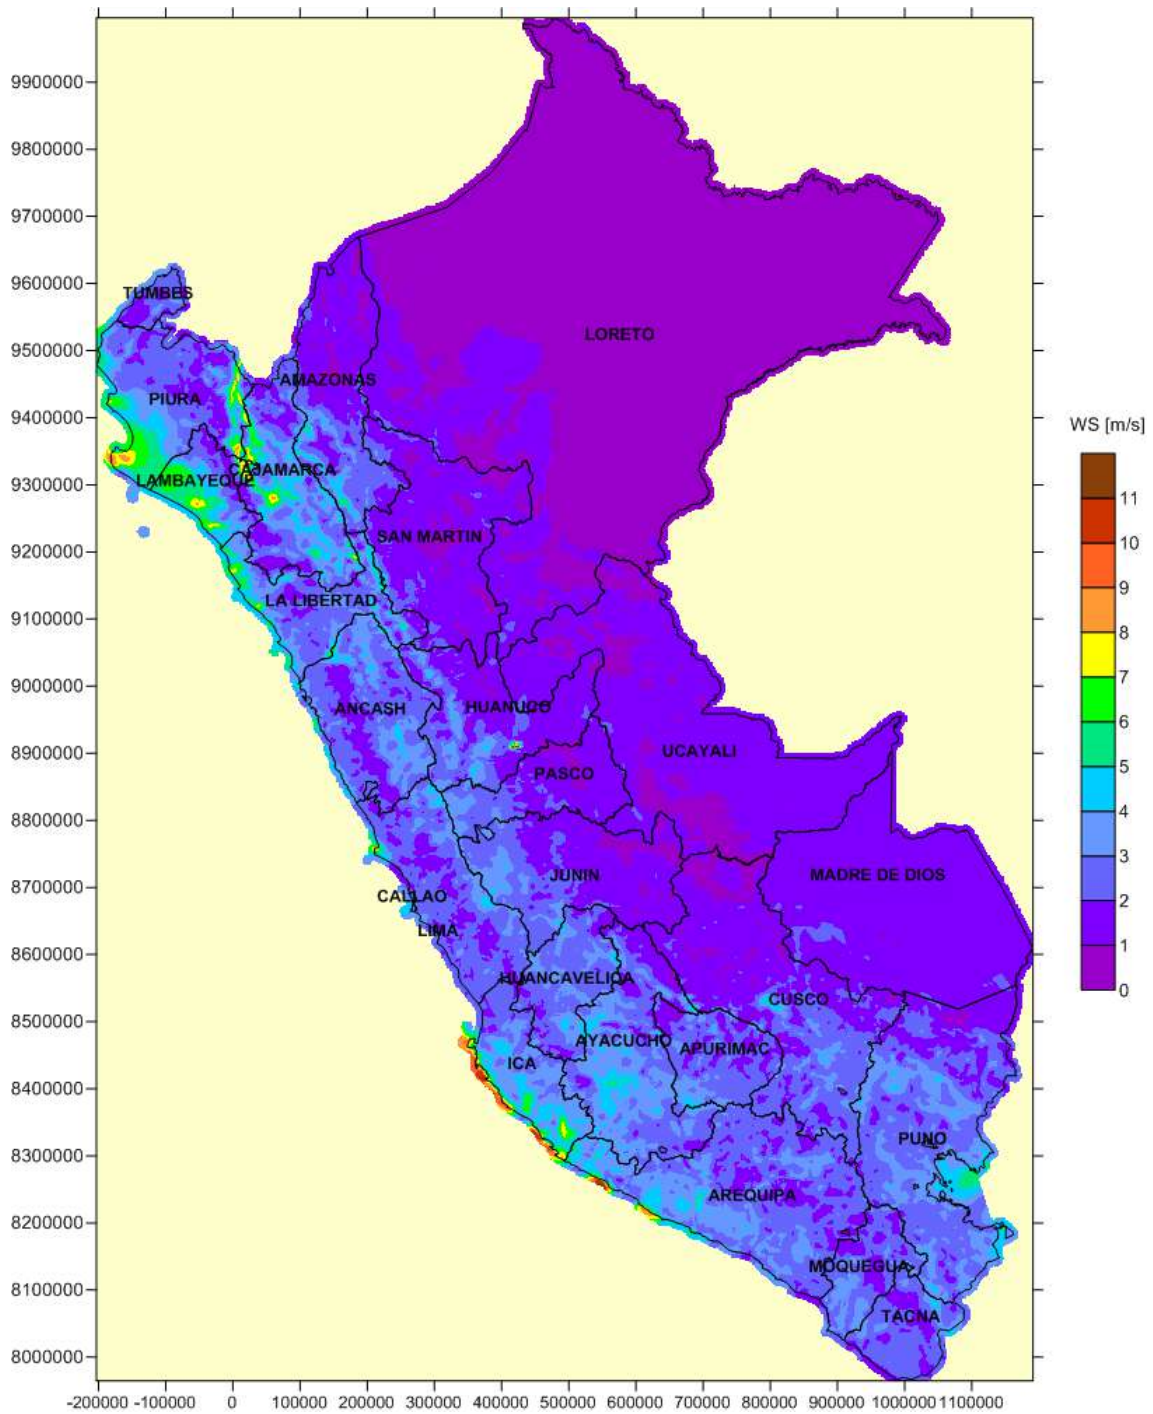 9900000
9800000
9700000
9600000
9500000
9400000
9300000
9200000
9100000
9000000
8900000
8800000
8700000
8600000
8500000
8400000
8300000
8200000
8100000
8000000
-200000 -100000 0 100000 200000 300000 400000 500000 600000 700000 800000 900000 1000000 1100000
TUMBES
LORETO
AMAZONAS
PIURA
CAJAMARCA
LAMBAYEQUE
SAN MARTIN
LA LIBERTAD
ANCASH
HUANUCO
UCAYALI
PASCO
JUNIN
MADRE DE DIOS
CALLAO
LIMA
HUANCAVELICA
CUSCO
AYACUCHO
APURIMAC
ICA
PUNO
AREQUIPA
MOQUEGUA
TACNA
WS [m/s]
11
10
9
8
7
6
5
4
3
2
1
0